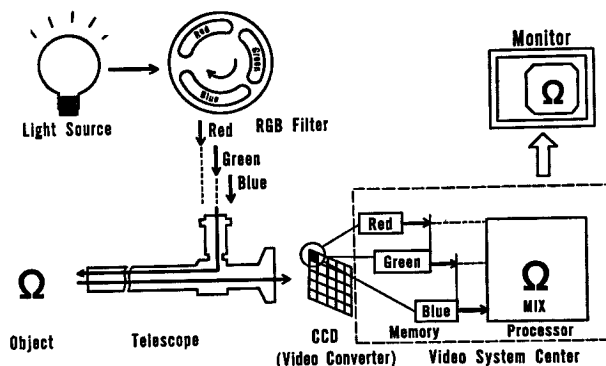 Red
Green
Blue
Light Source
RGB Filter
Red
Green
Blue
Monitor
Ω
Red
Green
Blue
Ω
MIX
Ω
Object
Telescope
CCD
(Video Converter)
Memory
Processor
Video System Center